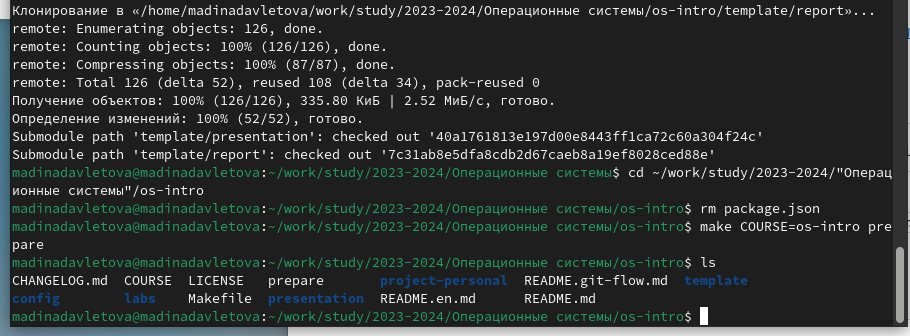 Клонирование в «/home/madinadavletova/work/study/2023-2024/Операционные системы/os-intro/template/report»...
remote: Enumerating objects: 126, done.
remote: Counting objects: 100% (126/126), done.
remote: Compressing objects: 100% (87/87), done.
remote: Total 126 (delta 52), reused 108 (delta 34), pack-reused 0
Получение объектов: 100% (126/126), 335.80 КиБ | 2.52 МиБ/с, готово.
Определение изменений: 100% (52/52), готово.
Submodule path 'template/presentation': checked out '40a1761813e197d00e8443ff1ca72c60a304f24c'
Submodule path 'template/report': checked out '7c31ab8e5dfa8cdb2d67caeb8a19ef8028ced88e'
madinadavletova@madinadavletova:~/work/study/2023-2024/Операционные системы$ cd ~/work/study/2023-2024/"Операц
ионные системы"/os-intro
madinadavletova@madinadavletova:~/work/study/2023-2024/Операционные системы/os-intro$ rm package.json
madinadavletova@madinadavletova:~/work/study/2023-2024/Операционные системы/os-intro$ make COURSE=os-intro pre
pare
madinadavletova@madinadavletova:~/work/study/2023-2024/Операционные системы/os-intro$ ls
CHANGELOG.md COURSE LICENSE prepare project-personal README.git-flow.md template
config labs Makefile presentation README.en.md README.md
madinadavletova@madinadavletova:~/work/study/2023-2024/Операционные системы/os-intro$